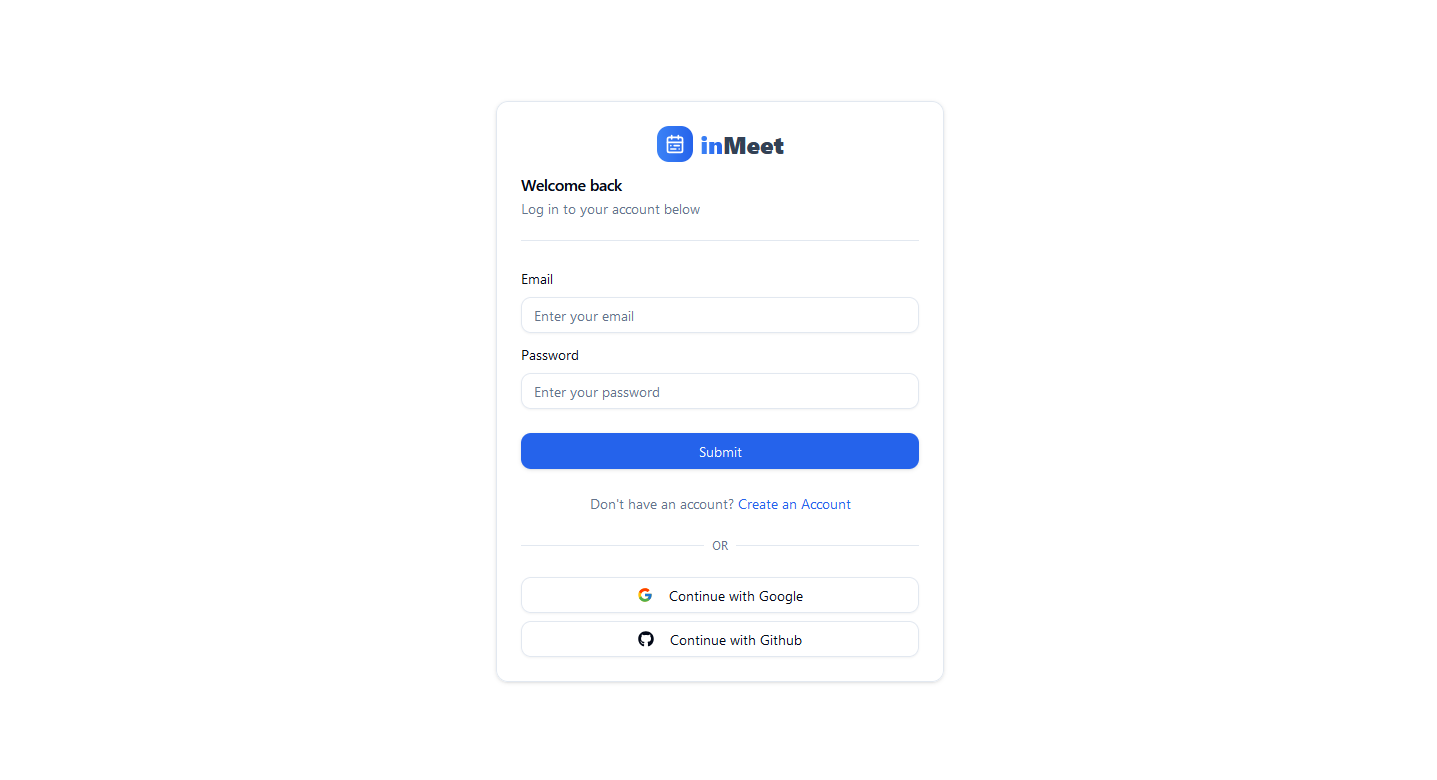 inMeet
Welcome back
Log in to your account below
Email
Enter your email
Password
Enter your password
Submit
Don't have an account? Create an Account
OR
Continue with Google
Continue with Github